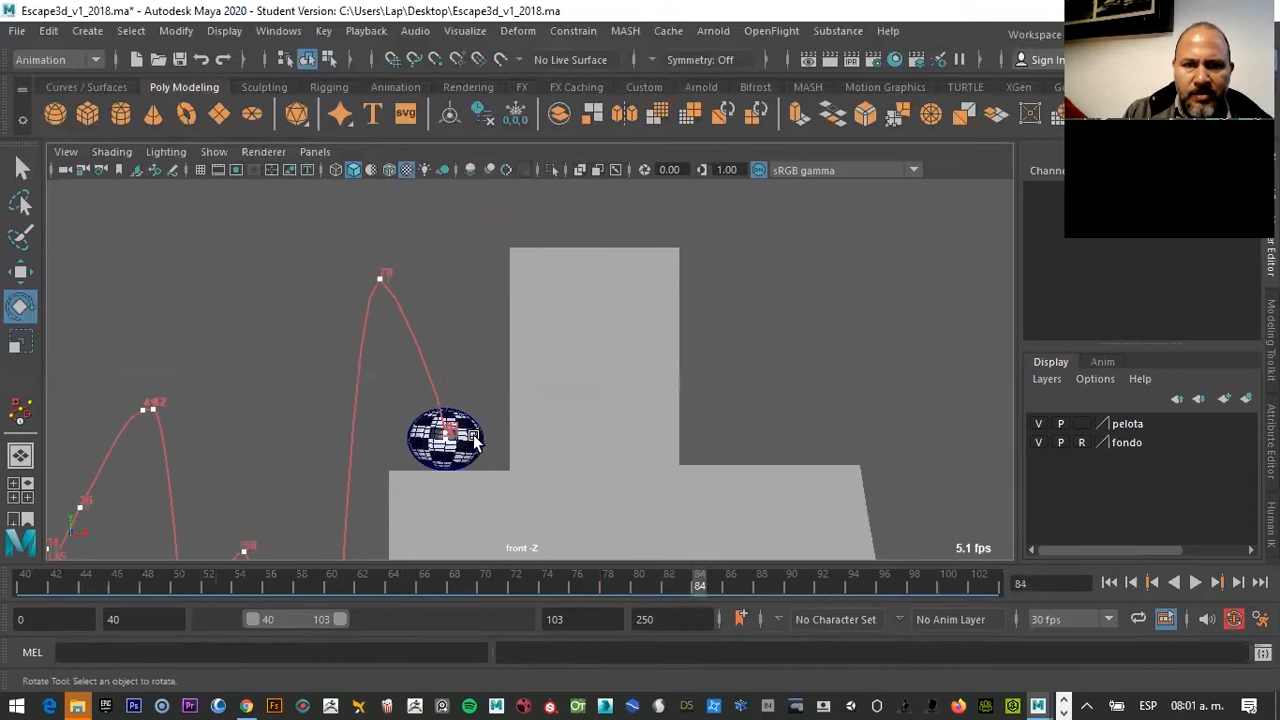 Escape3d_v1_2018.ma* - Autodesk Maya 2020 - Student Version: C:\Users\Lap\Desktop\Escape3d_v1_2018.ma
File Edit Create Select Modify Display Windows Key Playback Audio Visualize Deform Constrain MASH Cache Arnold OpenFlight Substance Help
Workspace
Animation No Live Surface Symmetry: Off Sign In
Curves / Surfaces Poly Modeling Sculpting Rigging Animation Rendering FX FX Caching Custom Arnold Bifrost MASH Motion Graphics TURTLE XGen
View Shading Lighting Show Renderer Panels
0.00 1.00 sRGB gamma
Modeling Toolkit
Human IK
Display Anim
Layers Options Help
V P pelota
V P R fondo
front -Z 5.1 fps
40 42 44 46 48 50 52 54 56 58 60 62 64 66 68 70 72 74 76 78 80 82 84 86 88 90 92 94 96 98 100 102
84 84
0 40 40 103 103 250 No Character Set No Anim Layer 30 fps
MEL
Rotate Tool: Select an object to rotate.
ESP 08:01 a. m.